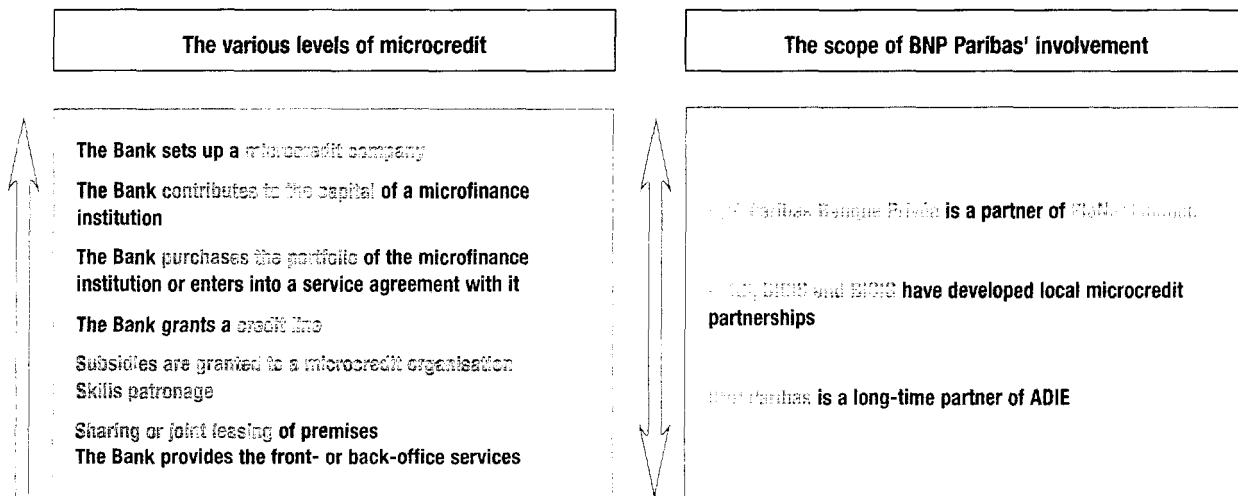 The various levels of microcredit
The Bank sets up a microcredit company
The Bank contributes to the capital of a microfinance
institution
The Bank purchases the portfolio of the microfinance
institution or enters into a service agreement with it
The Bank grants a credit line
Subsidies are granted to a microcredit organisation
Skills patronage
Sharing or joint leasing of premises
The Bank provides the front- or back-office services
The scope of BNP Paribas' involvement
Paribas Banque Privée is a partner of
and BICIG have developed local microcredit
partnerships
Paribas is a long-time partner of ADIE